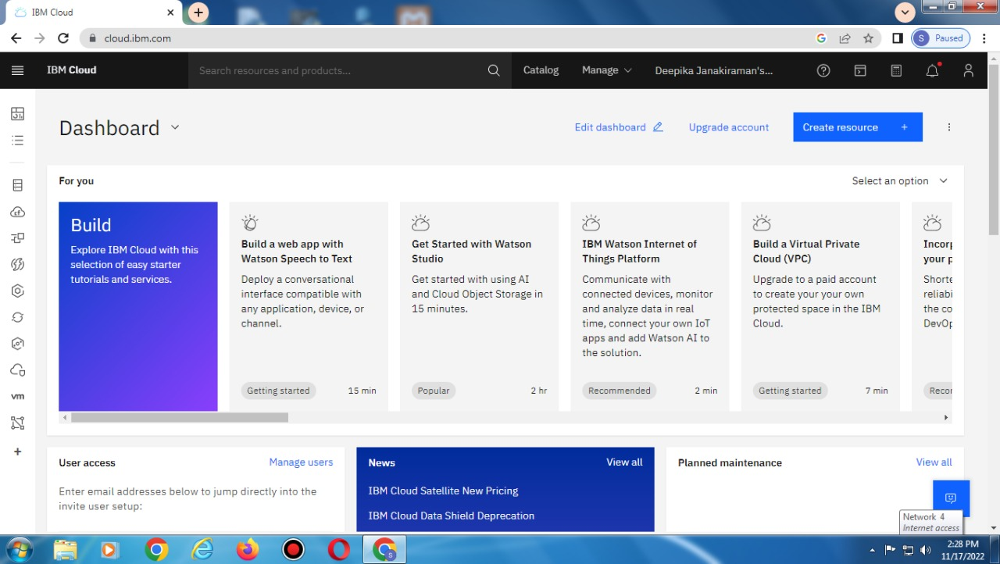 IBM Cloud
cloud.ibm.com
S Paused
IBM Cloud
Search resources and products...
Catalog
Manage
Deepika Janakiraman's...
Dashboard
Edit dashboard
Upgrade account
Create resource +
For you
Select an option
Build
Explore IBM Cloud with this
selection of easy starter
tutorials and services.
Build a web app with
Watson Speech to Text
Deploy a conversational
interface compatible with
any application, device, or
channel.
Getting started 15 min
Get Started with Watson
Studio
Get started with using AI
and Cloud Object Storage in
15 minutes.
Popular 2 hr
IBM Watson Internet of
Things Platform
Communicate with
connected devices, monitor
and analyze data in real
time, connect your own IoT
apps and add Watson AI to
the solution.
Recommended 2 min
Build a Virtual Private
Cloud (VPC)
Upgrade to a paid account
to create your your own
protected space in the IBM
Cloud.
Getting started 7 min
Incorp
your p
Shorte
reliabi
the co
DevOp
Recor
vm
User access Manage users
Enter email addresses below to jump directly into the
invite user setup:
News View all
IBM Cloud Satellite New Pricing
IBM Cloud Data Shield Deprecation
Planned maintenance View all
Network 4
Internet access
S
2:28 PM
11/17/2022